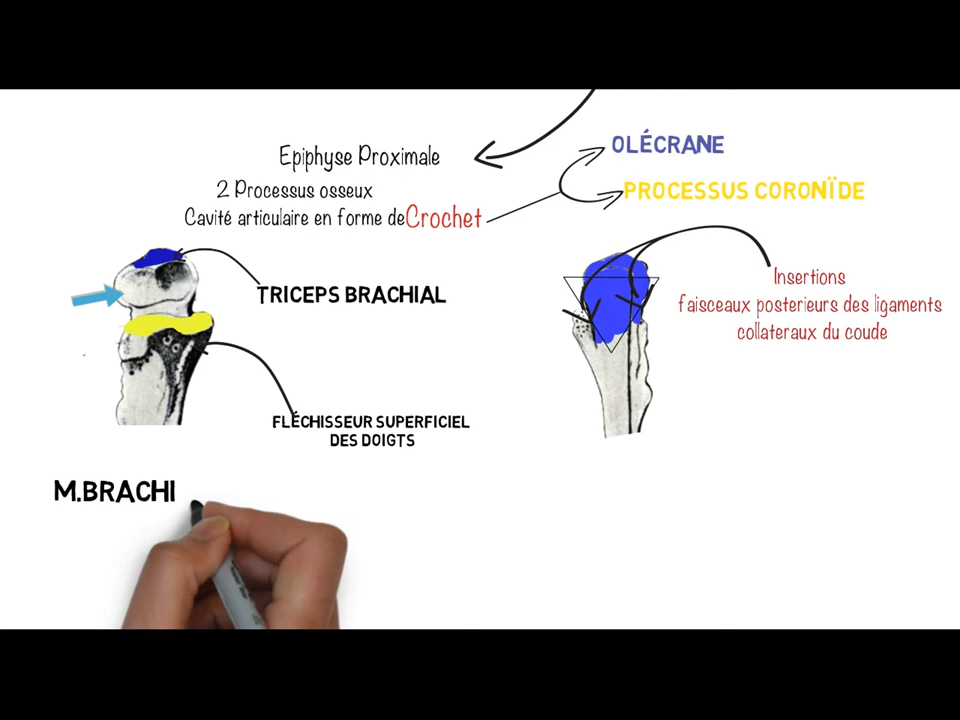 OLÉCRANE
Epiphyse Proximale
PROCESSUS CORONÏDE
2 Processus osseux
Cavité articulaire en forme de Crochet
Insertions
faisceaux posterieurs des ligaments
collateraux du coude
TRICEPS BRACHIAL
FLÉCHISSEUR SUPERFICIEL
DES DOIGTS
M.BRACHI